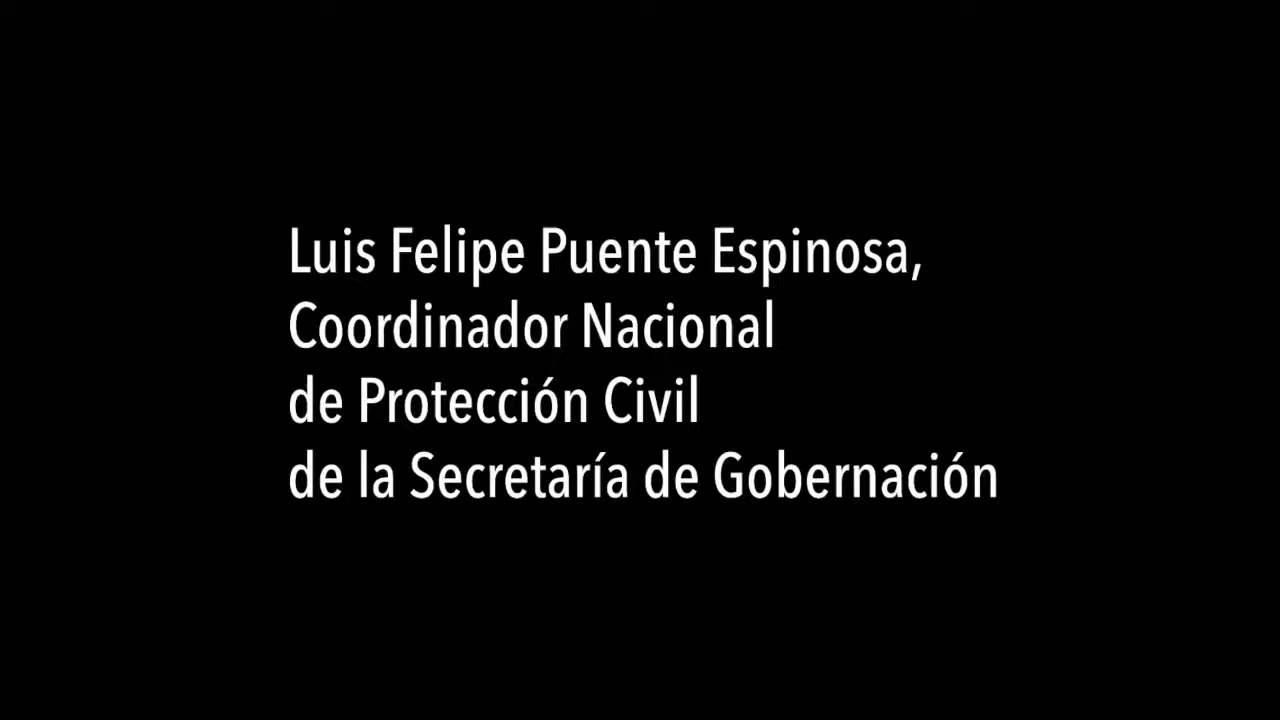 Luis Felipe Puente Espinosa,
Coordinador Nacional
de Protección Civil
de la Secretaría de Gobernación